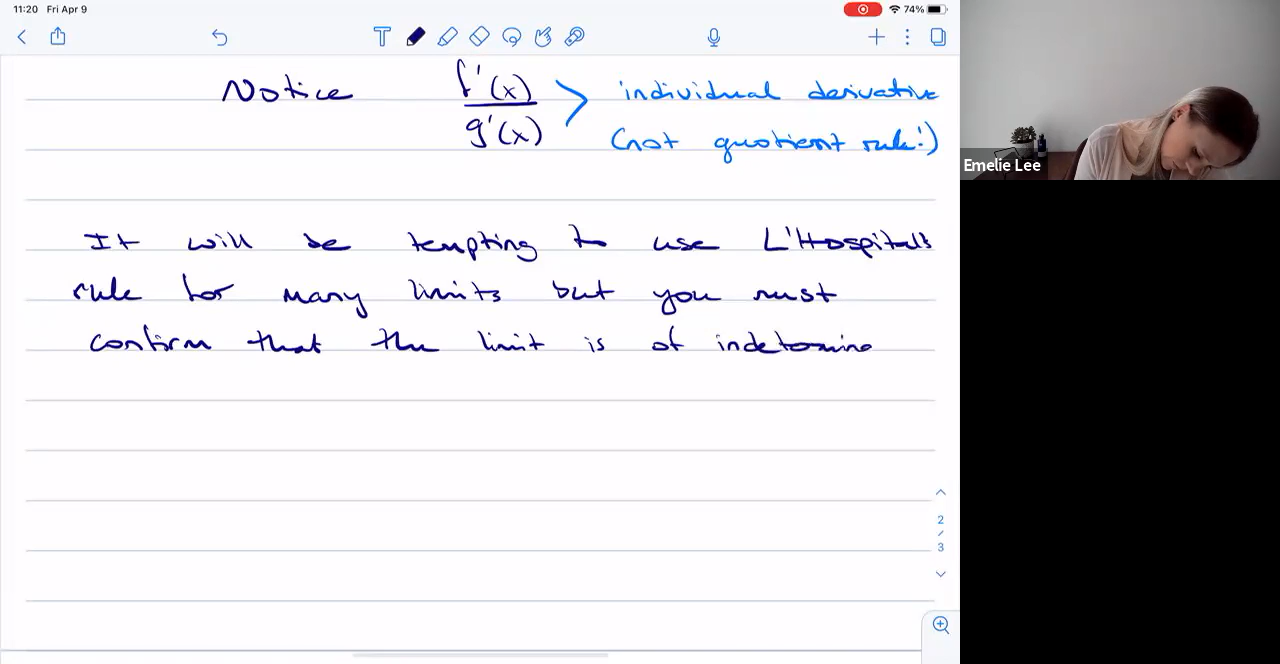 11:20 Fri Apr 9
74%
T
Notice f'(x) individual derivative
g'(x) (not quotient rule!)
Emelie Lee
It will be tempting to use L'Hospital's
rule for many limits but you must
confirm that the limit is of indetermina
2
/
3